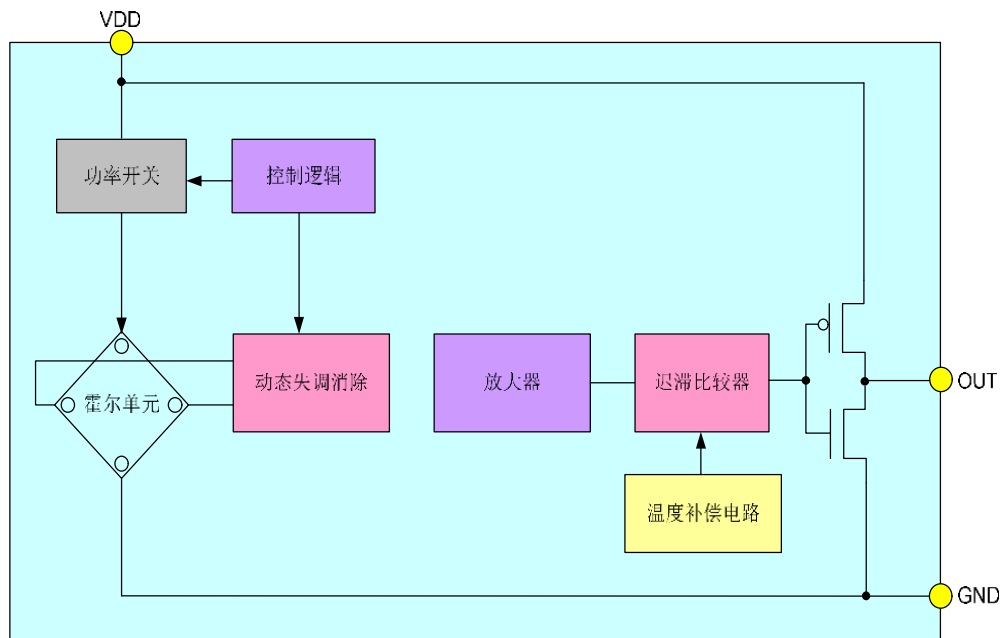 VDD
功率开关
控制逻辑
霍尔单元
动态失调消除
放大器
迟滞比较器
OUT
温度补偿电路
GND